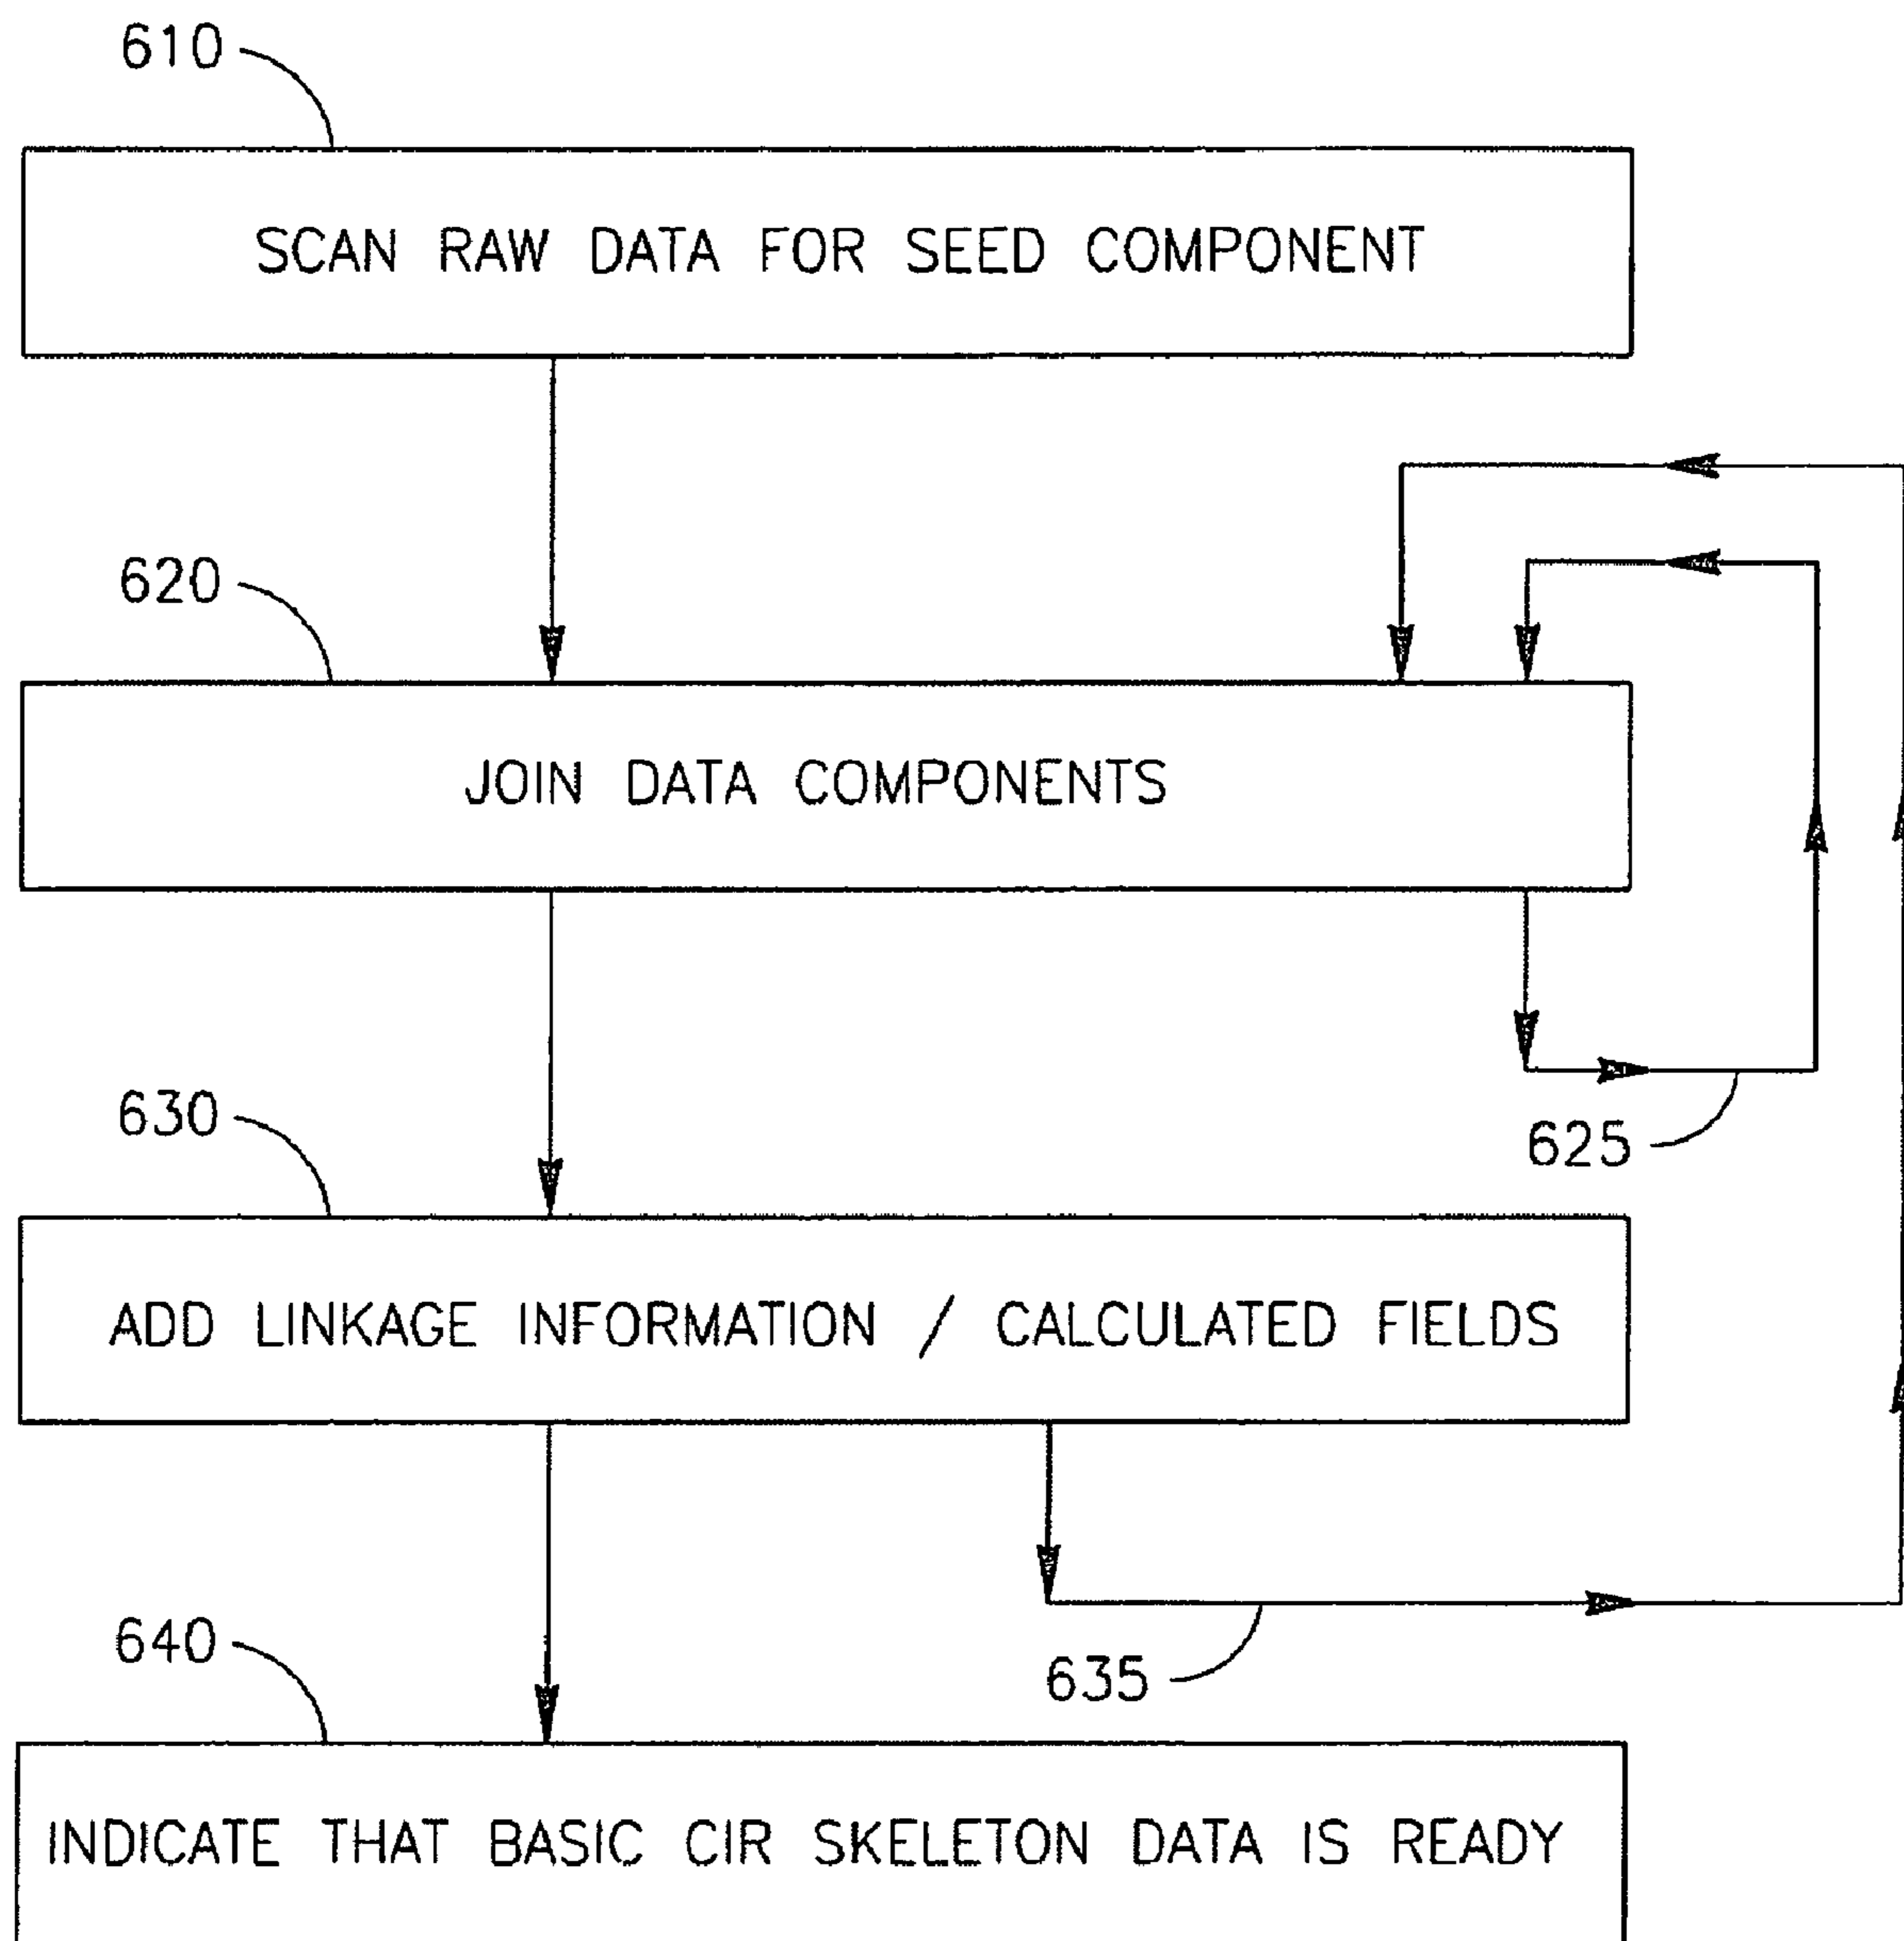 610
SCAN RAW DATA FOR SEED COMPONENT
620
JOIN DATA COMPONENTS
625
630
ADD LINKAGE INFORMATION / CALCULATED FIELDS
635
640
INDICATE THAT BASIC CIR SKELETON DATA IS READY